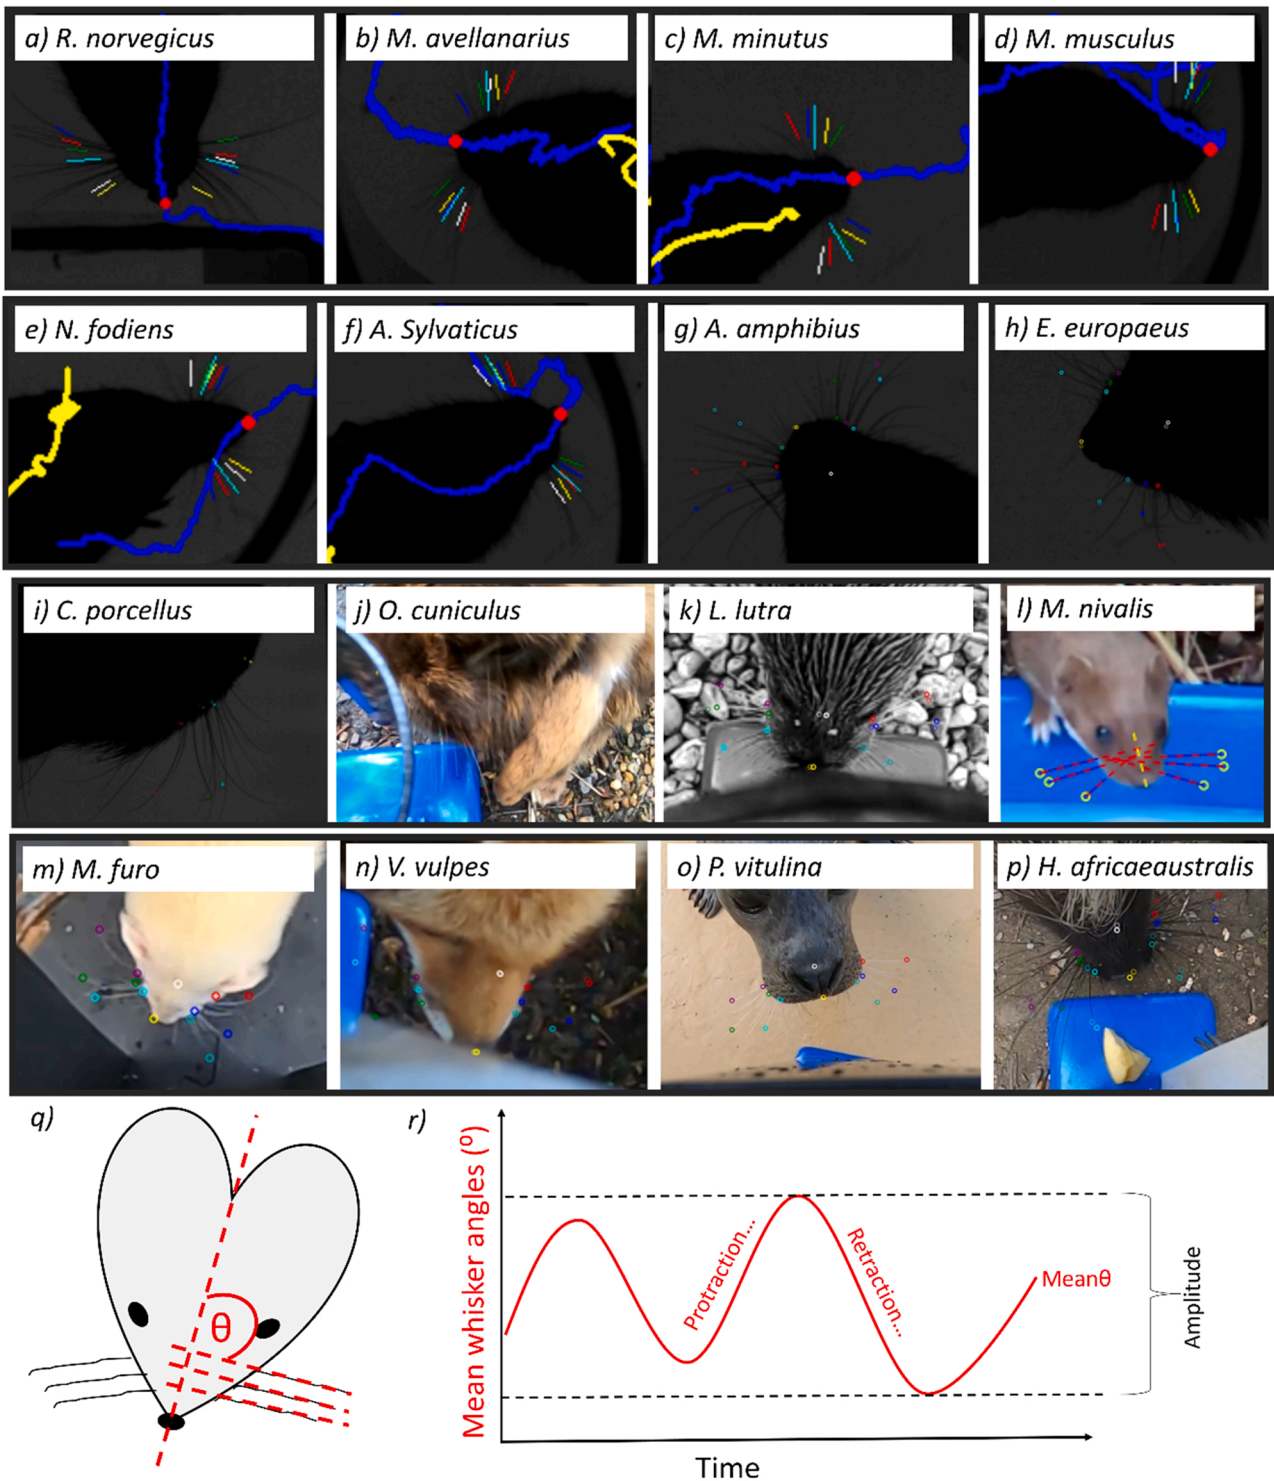 a) R. norvegicus
b) M. avellanarius
c) M. minutus
d) M. musculus
e) N. fodiens
f) A. Sylvaticus
g) A. amphibius
h) E. europaeus
i) C. porcellus
j) O. cuniculus
k) L. lutra
l) M. nivalis
m) M. furo
n) V. vulpes
o) P. vitulina
p) H. africaeaustralis
q)
θ
r)
Mean whisker angles (⁰)
Protraction...
Retraction...
Meanθ
Amplitude
Time